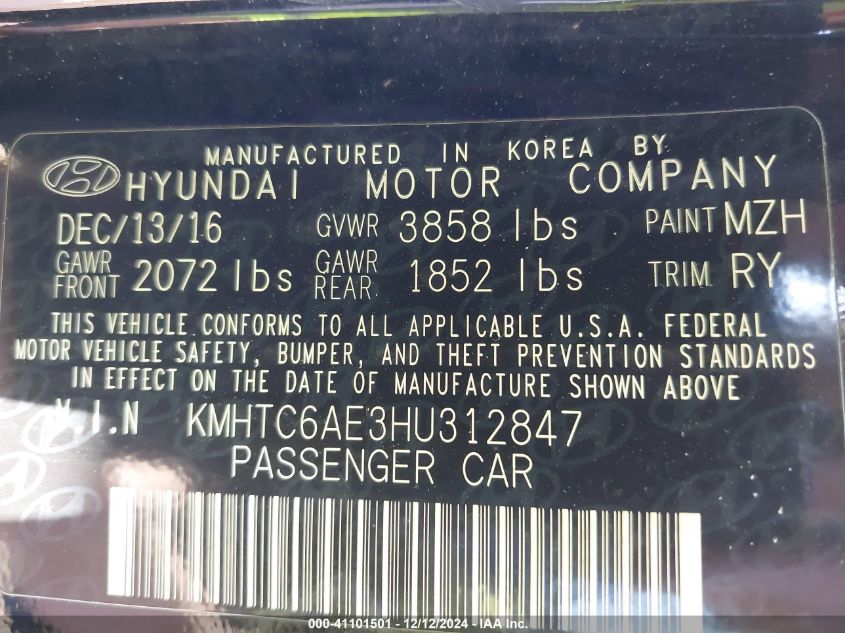 MANUFACTURED IN KOREA BY
HYUNDAI MOTOR COMPANY
DEC/13/16 GVWR 3858 lbs PAINT MZH
GAWR FRONT 2072 lbs GAWR REAR 1852 lbs TRIM RY
THIS VEHICLE CONFORMS TO ALL APPLICABLE U.S.A. FEDERAL
MOTOR VEHICLE SAFETY, BUMPER, AND THEFT PREVENTION STANDARDS
IN EFFECT ON THE DATE OF MANUFACTURE SHOWN ABOVE
V.I.N KMHTC6AE3HU312847
PASSENGER CAR
000-41101501 - 12/12/2024 - IAA Inc.